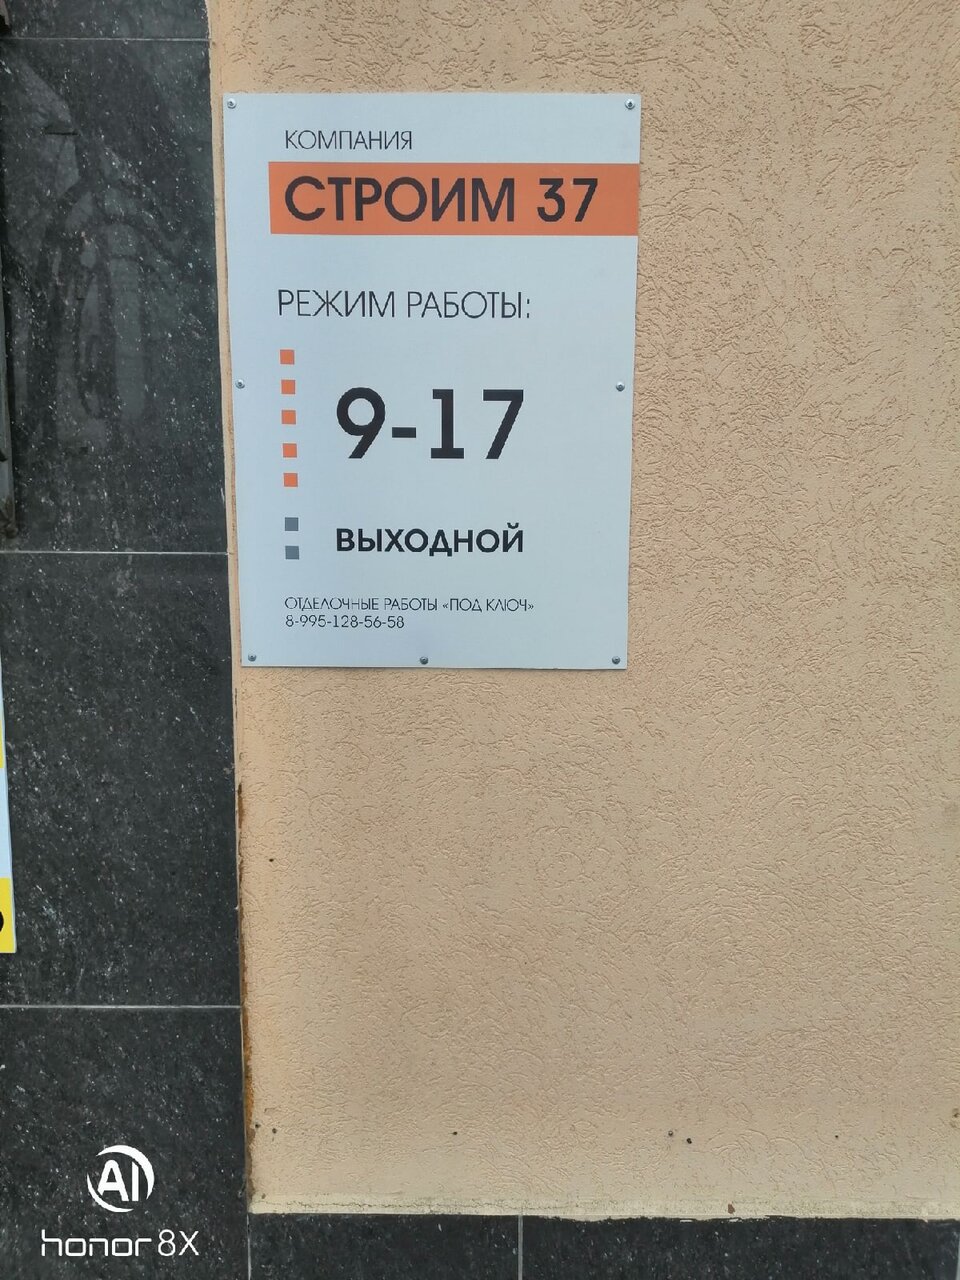 КОМПАНИЯ
СТРОИМ 37
РЕЖИМ РАБОТЫ:
9-17
ВЫХОДНОЙ
ОТДЕЛОЧНЫЕ РАБОТЫ «ПОД КЛЮЧ»
8-995-128-56-58
AI
honor 8X